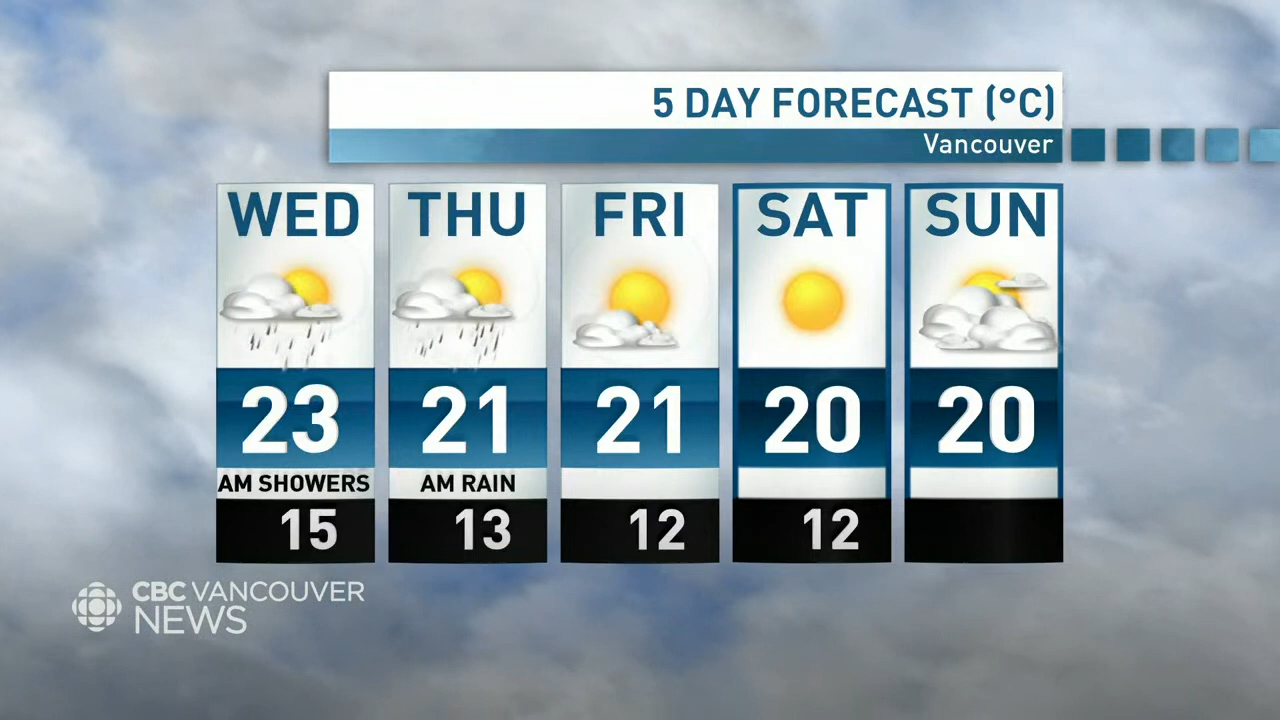 5 DAY FORECAST (°C)
Vancouver
WED THU FRI SAT SUN
23 21 21 20 20
AM SHOWERS AM RAIN
15 13 12 12
CBC VANCOUVER
NEWS